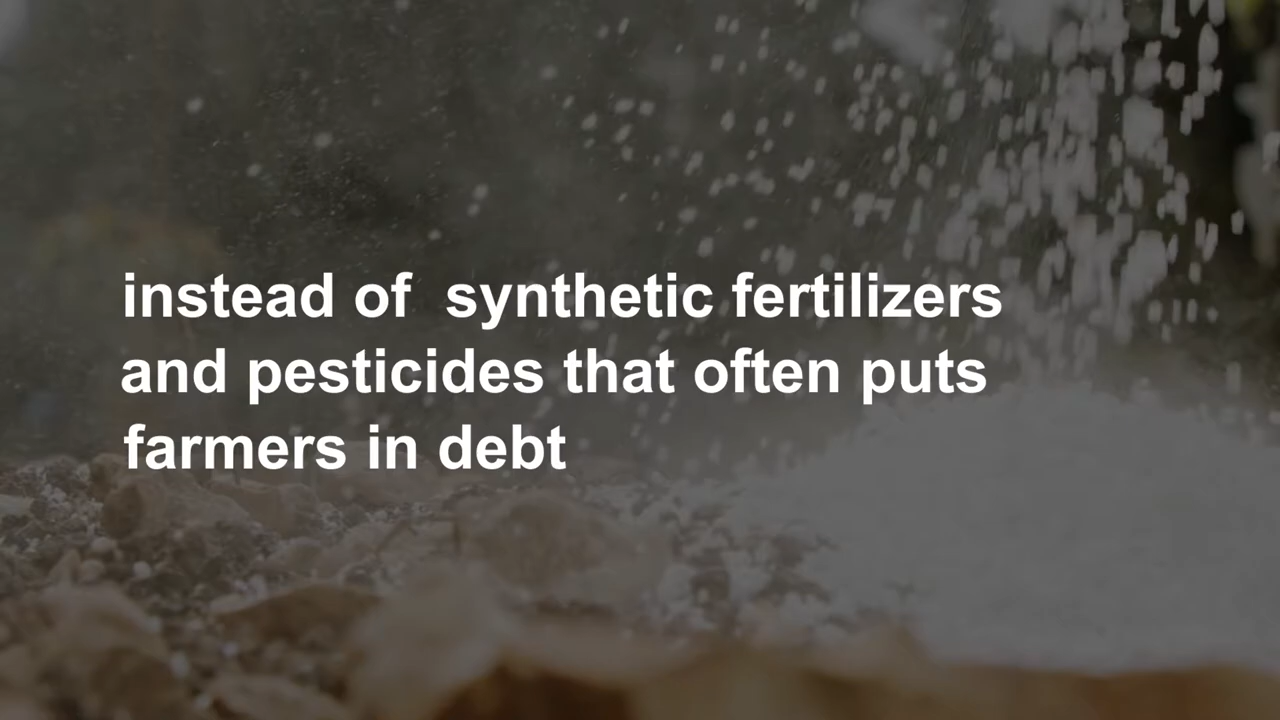 instead of  synthetic fertilizers
and pesticides that often puts
farmers in debt